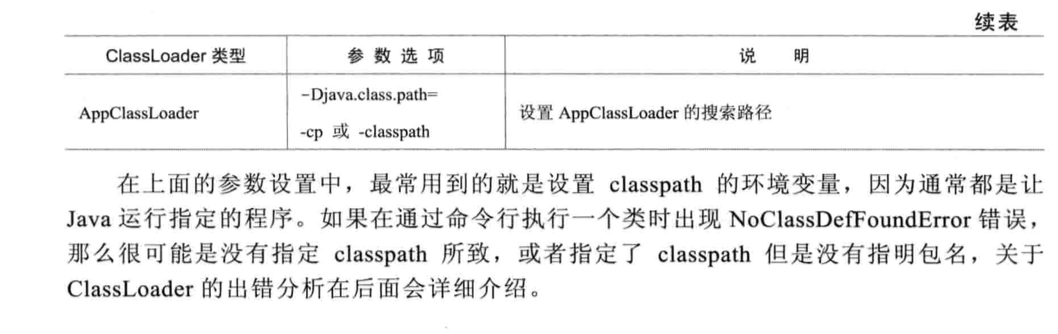 续表
ClassLoader 类型 参 数 选 项 说 明
AppClassLoader
-Djava.class.path=
-cp 或 -classpath
设置 AppClassLoader 的搜索路径
在上面的参数设置中，最常用到的就是设置 classpath 的环境变量，因为通常都是让
Java 运行指定的程序。如果在通过命令行执行一个类时出现 NoClassDefFoundError 错误，
那么很可能是没有指定 classpath 所致，或者指定了 classpath 但是没有指明包名，关于
ClassLoader 的出错分析在后面会详细介绍。